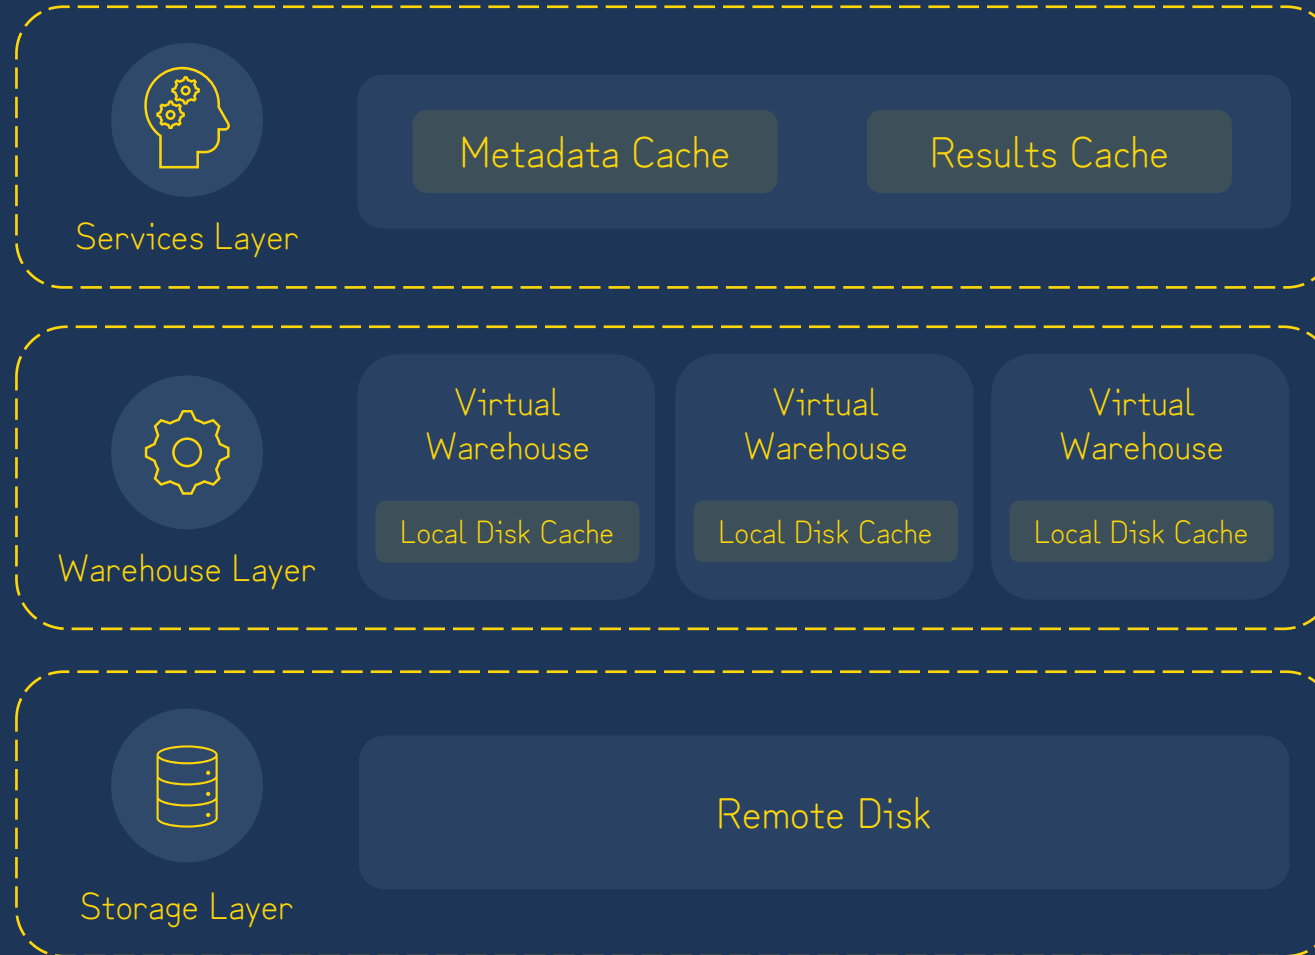 Metadata Cache
Results Cache
Services Layer
Virtual
Warehouse
Local Disk Cache
Virtual
Warehouse
Local Disk Cache
Virtual
Warehouse
Local Disk Cache
Warehouse Layer
Remote Disk
Storage Layer